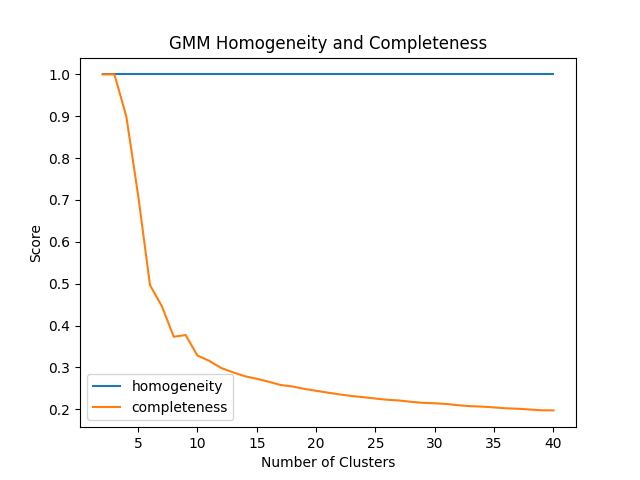 GMM Homogeneity and Completeness
Score
1.0
0.9
0.8
0.7
0.6
0.5
0.4
0.3
0.2
homogeneity
completeness
5 10 15 20 25 30 35 40
Number of Clusters